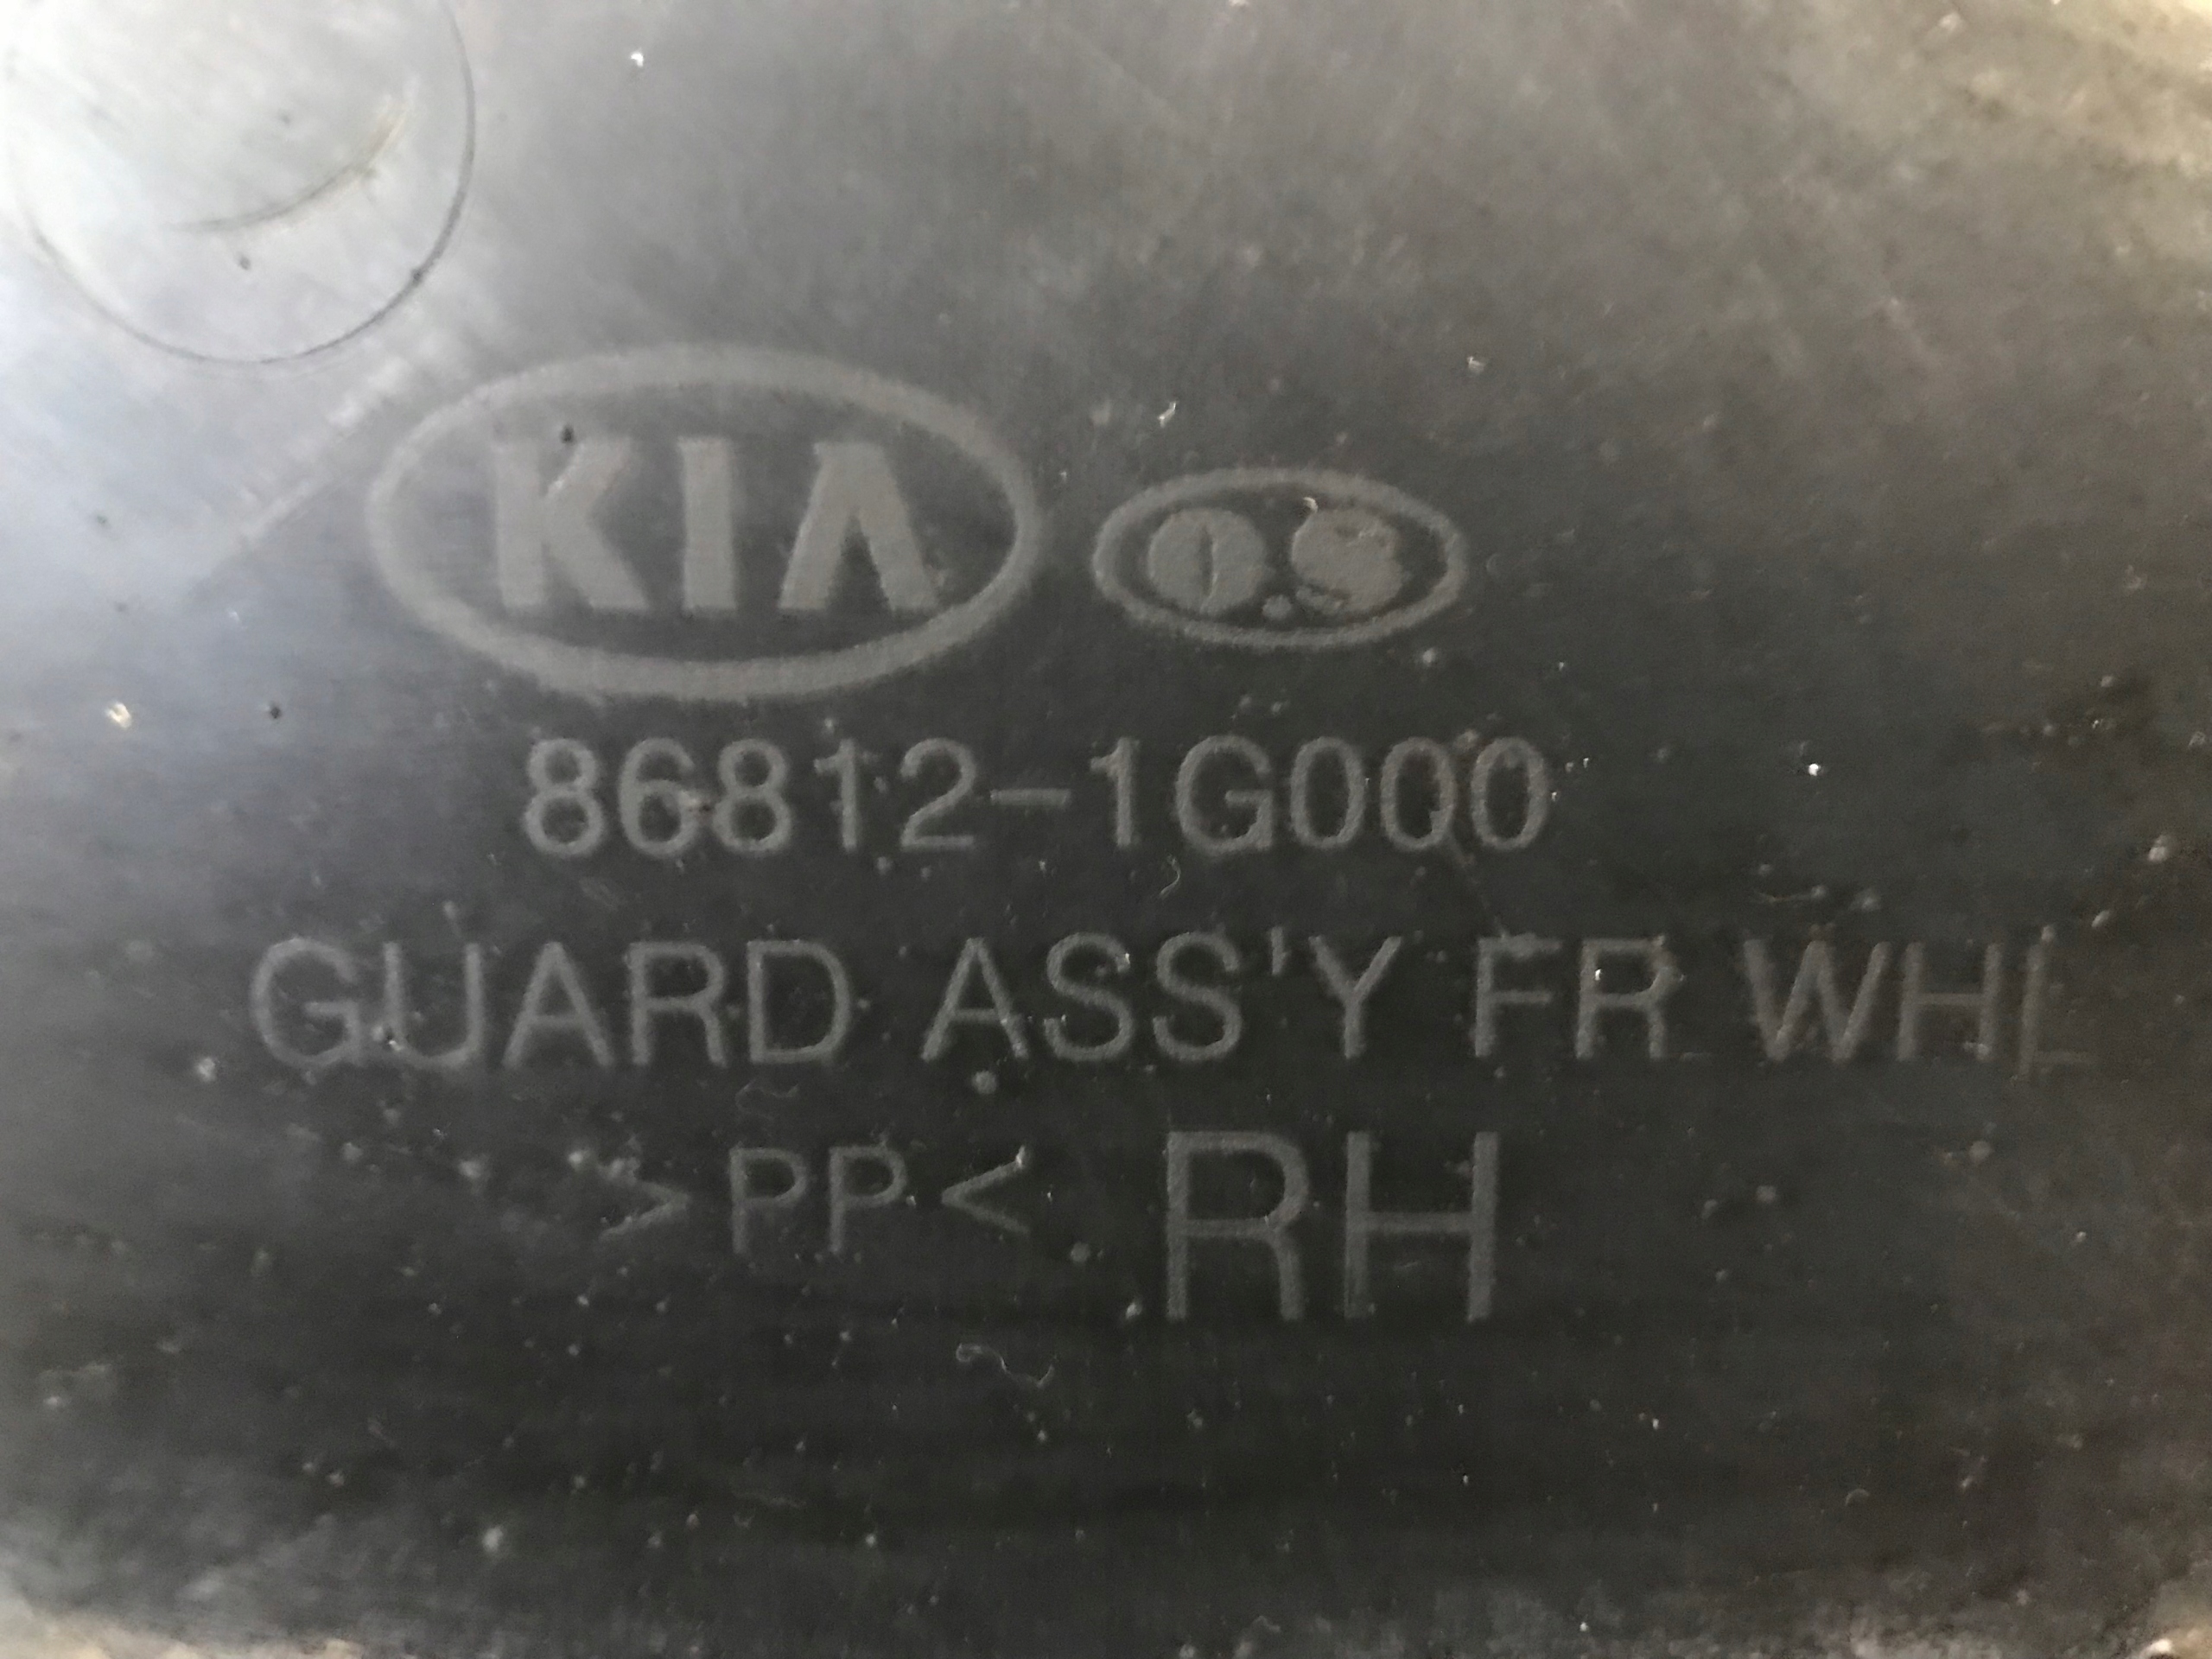 KIA O.S
86812-1G000
GUARD ASS'Y FR WHL
>PP< RH